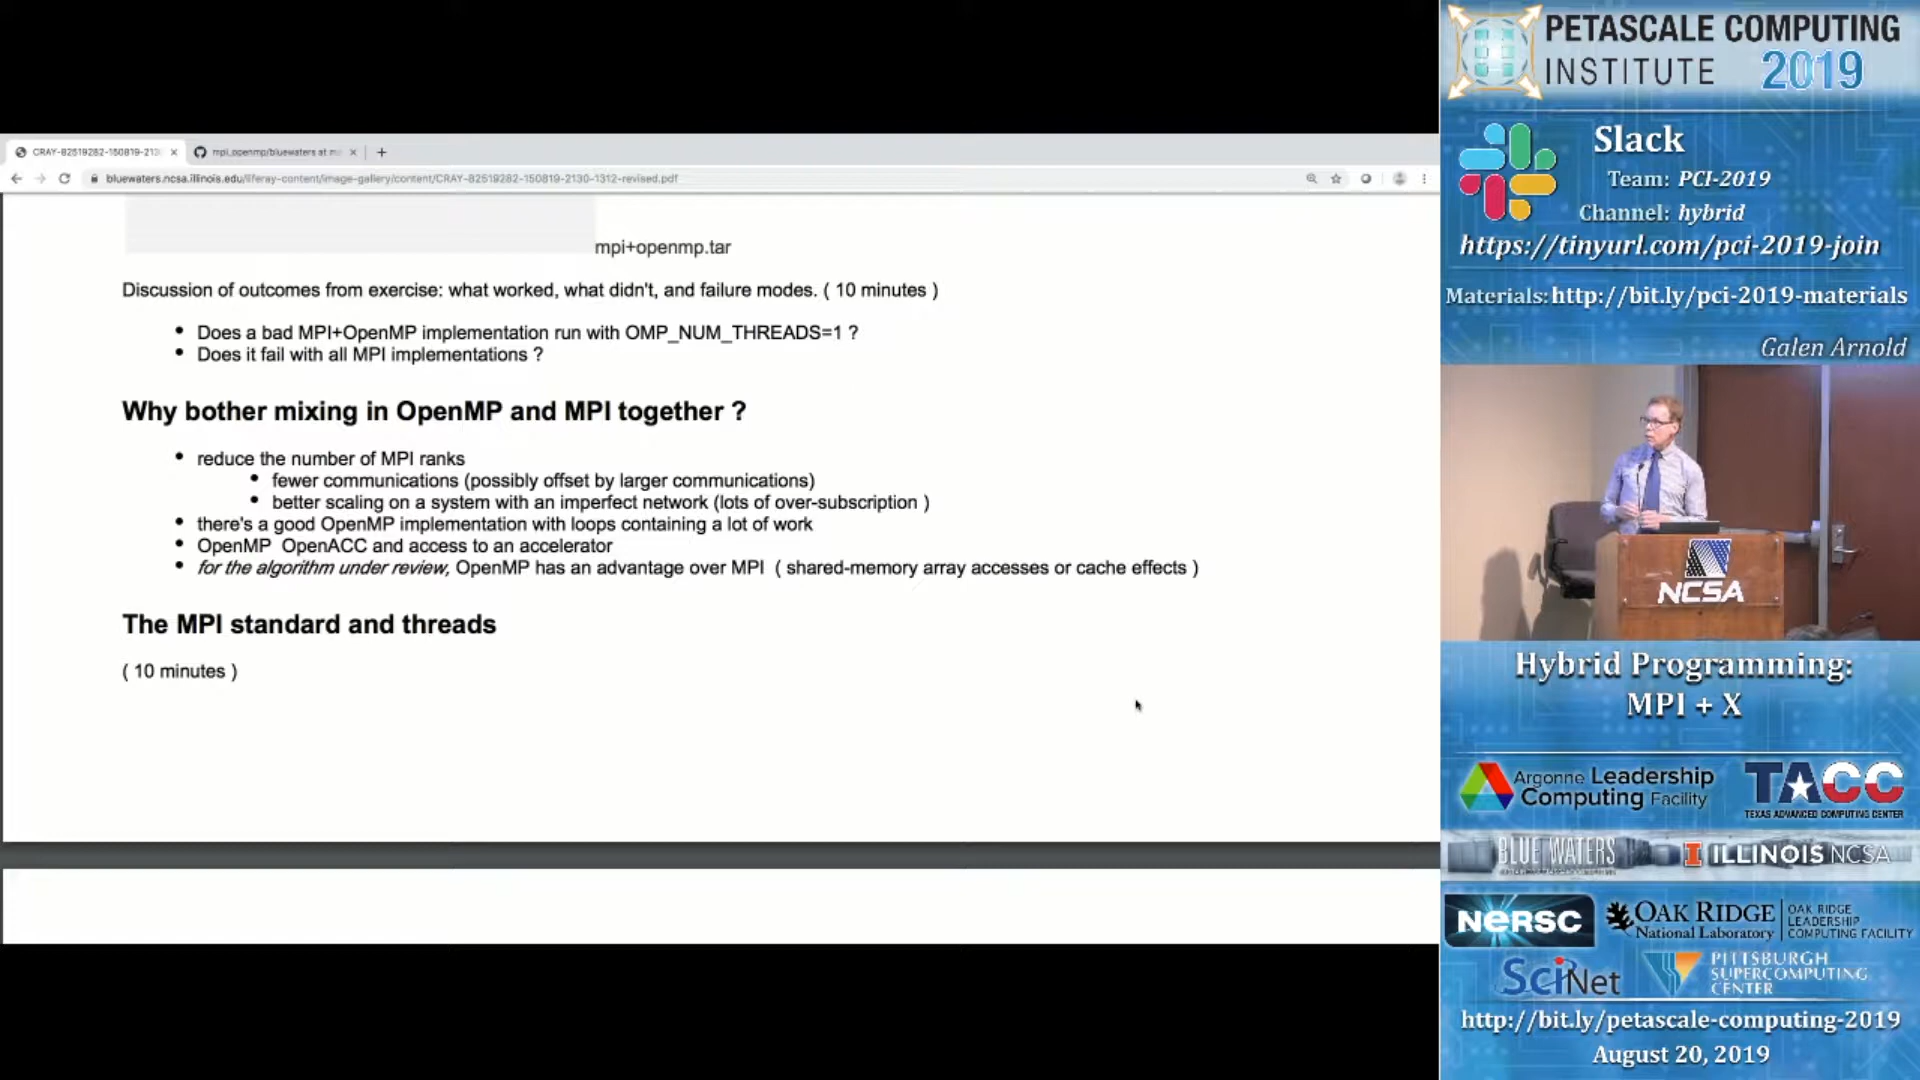 CRAY-82519282-150819-213
mpi_openmp/bluewaters at m
bluewaters.ncsa.illinois.edu/liferay-content/image-gallery/content/CRAY-82519282-150819-2130-1312-revised.pdf
mpi+openmp.tar
Discussion of outcomes from exercise: what worked, what didn't, and failure modes. ( 10 minutes )
• Does a bad MPI+OpenMP implementation run with OMP_NUM_THREADS=1 ?
• Does it fail with all MPI implementations ?
Why bother mixing in OpenMP and MPI together ?
• reduce the number of MPI ranks
• fewer communications (possibly offset by larger communications)
• better scaling on a system with an imperfect network (lots of over-subscription )
• there's a good OpenMP implementation with loops containing a lot of work
• OpenMP OpenACC and access to an accelerator
• for the algorithm under review, OpenMP has an advantage over MPI ( shared-memory array accesses or cache effects )
The MPI standard and threads
( 10 minutes )
PETASCALE COMPUTING
INSTITUTE 2019
Slack
Team: PCI-2019
Channel: hybrid
https://tinyurl.com/pci-2019-join
Materials: http://bit.ly/pci-2019-materials
Galen Arnold
NCSA
Hybrid Programming:
MPI + X
Argonne Leadership
Computing Facility
TACC
TEXAS ADVANCED COMPUTING CENTER
BLUE WATERS
I ILLINOIS NCSA
NERSC
OAK RIDGE
National Laboratory
OAK RIDGE
LEADERSHIP
COMPUTING FACILITY
SciNet
PITTSBURGH
SUPERCOMPUTING
CENTER
http://bit.ly/petascale-computing-2019
August 20, 2019